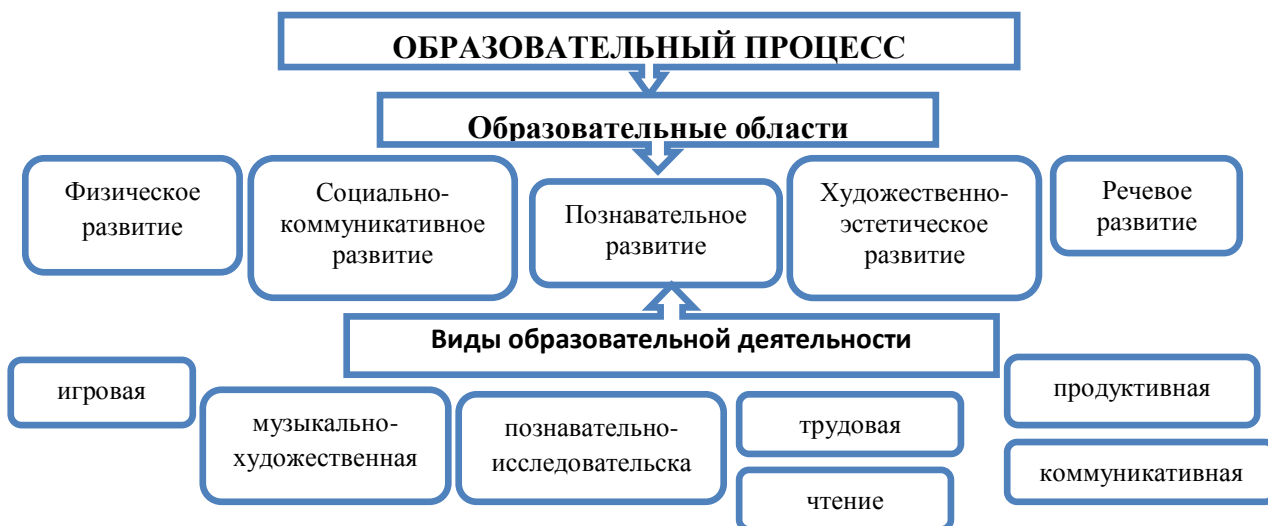 ОБРАЗОВАТЕЛЬНЫЙ ПРОЦЕСС
Образовательные области
Физическое
развитие
Социально-
коммуникативное
развитие
Познавательное
развитие
Художественно-
эстетическое
развитие
Речевое
развитие
Виды образовательной деятельности
игровая
музыкально-
художественная
познавательно-
исследовательска
трудовая
чтение
продуктивная
коммуникативная